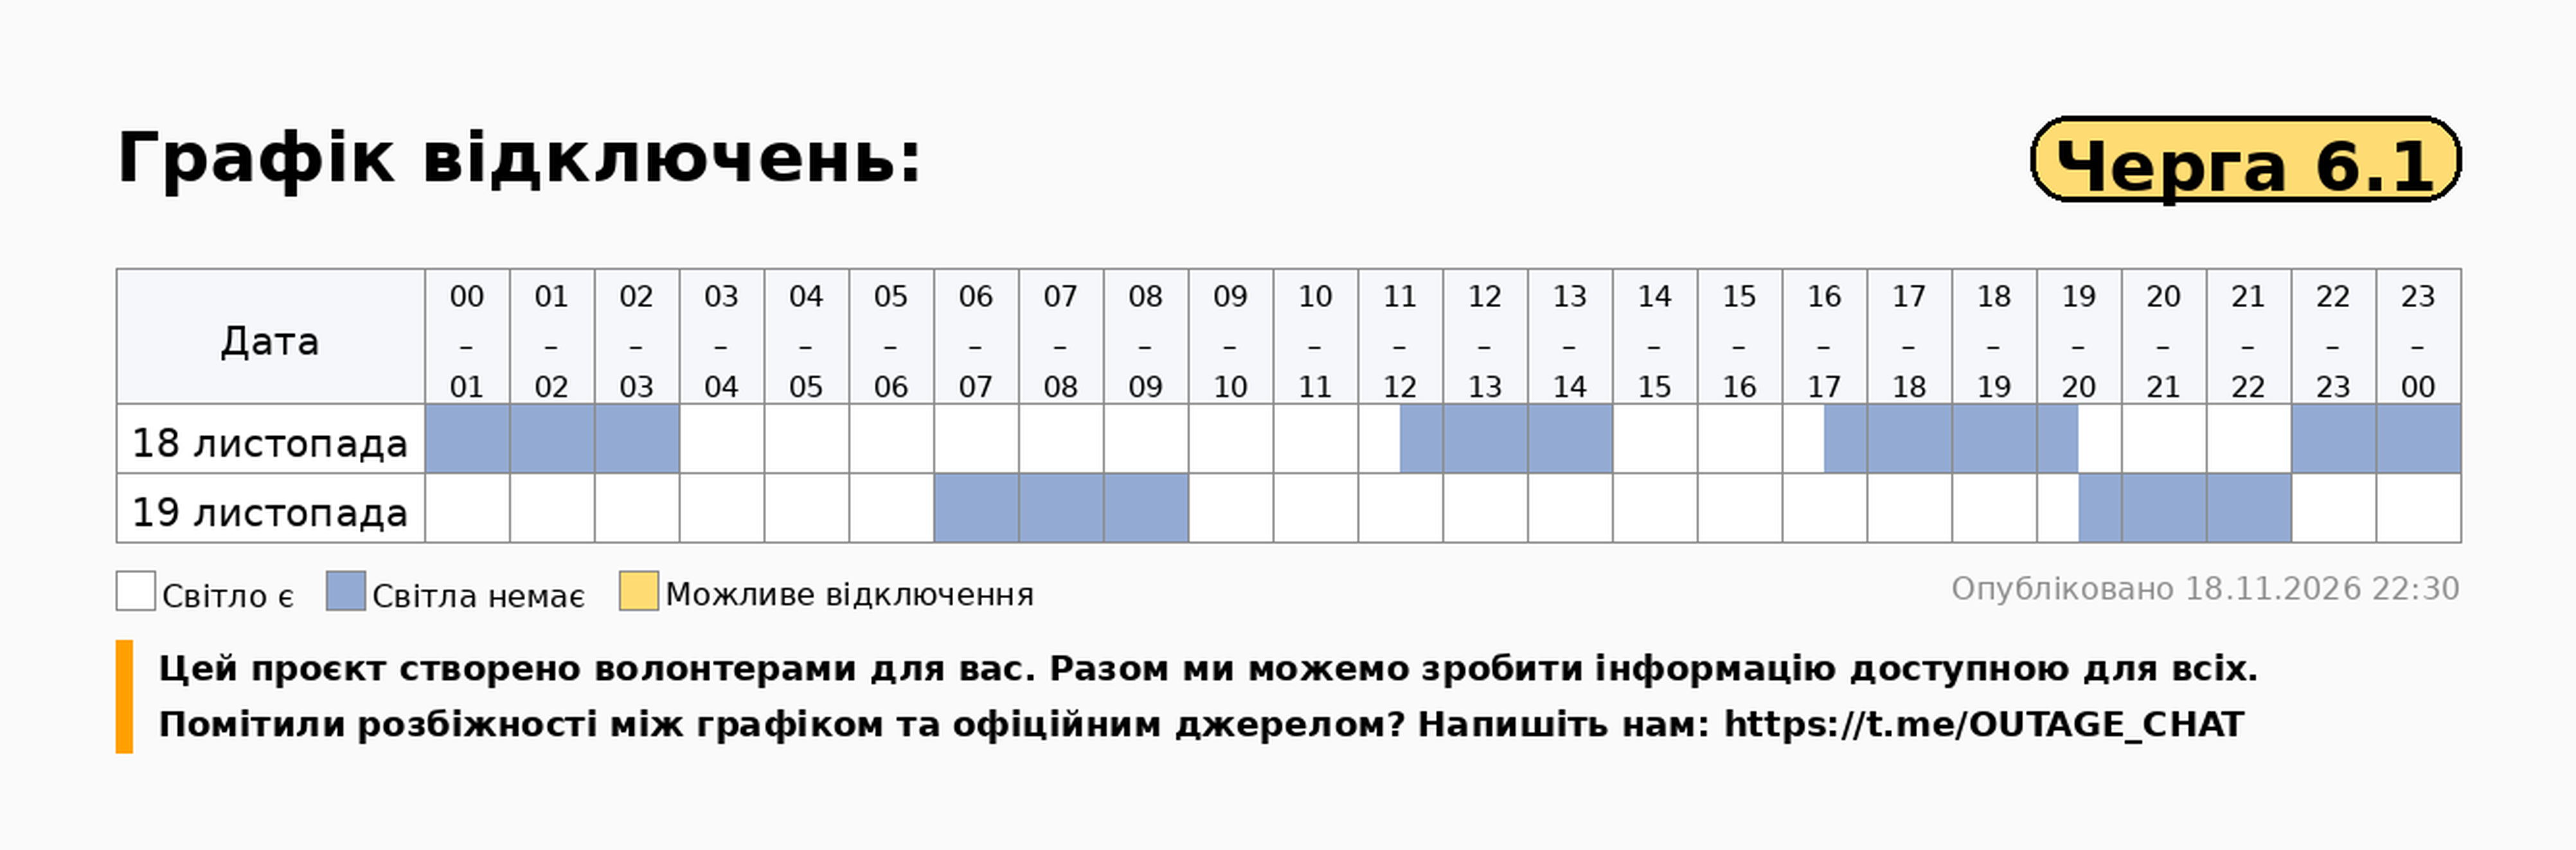 Графік відключень:
Черга 6.1
Дата 00 – 01 01 – 02 02 – 03 03 – 04 04 – 05 05 – 06 06 – 07 07 – 08 08 – 09 09 – 10 10 – 11 11 – 12 12 – 13 13 – 14 14 – 15 15 – 16 16 – 17 17 – 18 18 – 19 19 – 20 20 – 21 21 – 22 22 – 23 23 – 00
18 листопада
19 листопада
Світло є Світла немає Можливе відключення
Опубліковано 18.11.2026 22:30
Цей проєкт створено волонтерами для вас. Разом ми можемо зробити інформацію доступною для всіх.
Помітили розбіжності між графіком та офіційним джерелом? Напишіть нам: https://t.me/OUTAGE_CHAT